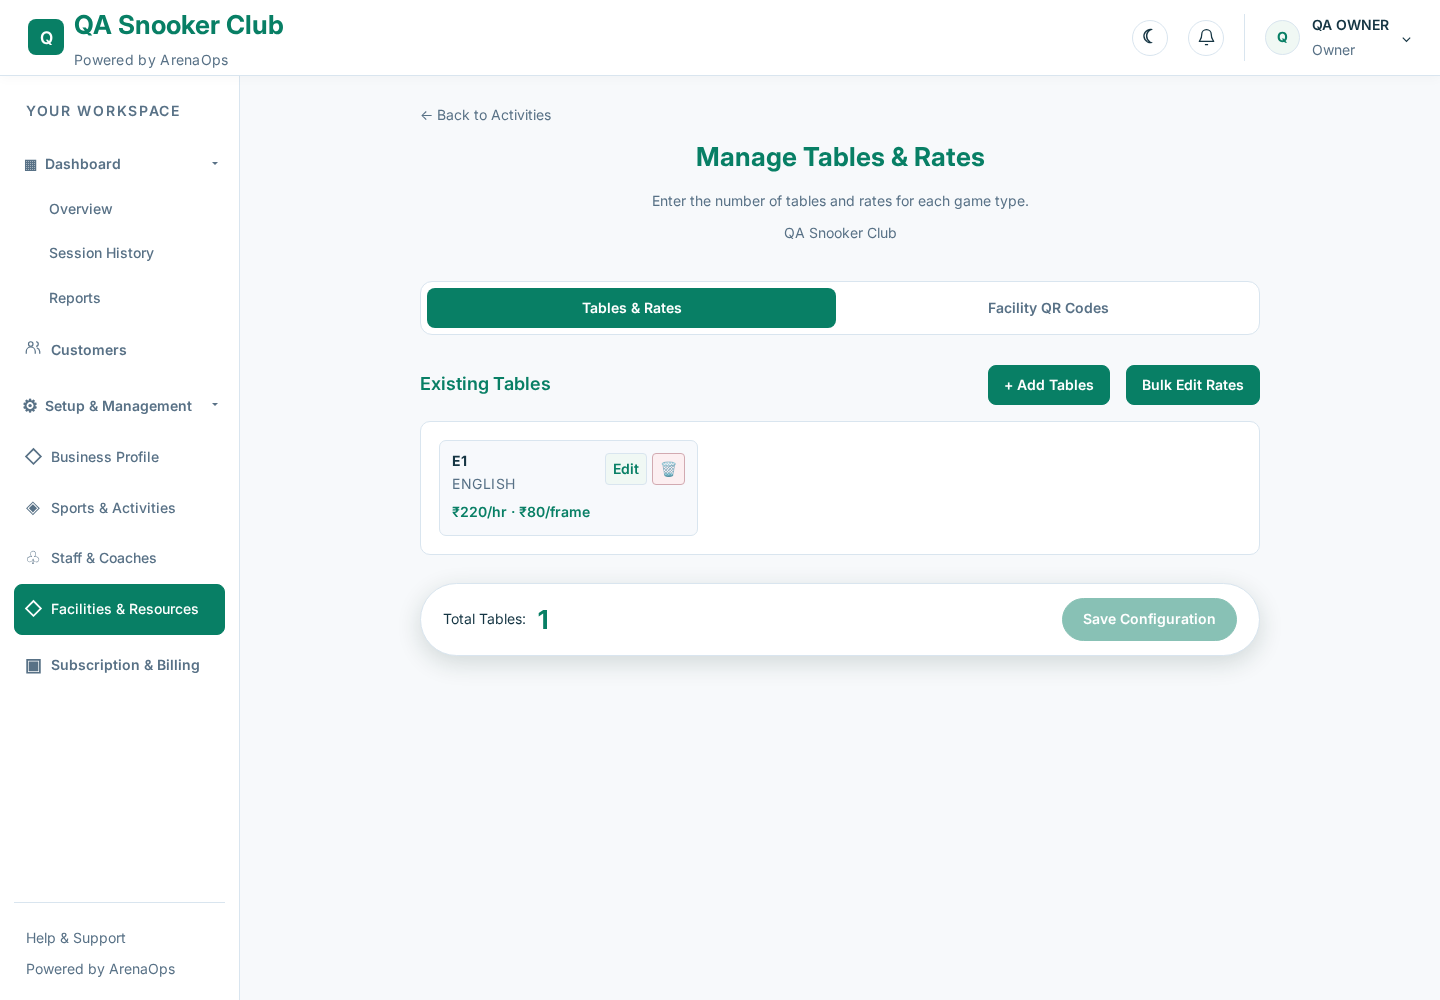 Q
QA Snooker Club
Powered by ArenaOps
Q
QA OWNER
Owner
YOUR WORKSPACE
Dashboard
Overview
Session History
Reports
Customers
Setup & Management
Business Profile
Sports & Activities
Staff & Coaches
Facilities & Resources
Subscription & Billing
Help & Support
Powered by ArenaOps
← Back to Activities
Manage Tables & Rates
Enter the number of tables and rates for each game type.
QA Snooker Club
Tables & Rates
Facility QR Codes
Existing Tables
+ Add Tables
Bulk Edit Rates
E1
ENGLISH
₹220/hr · ₹80/frame
Edit
Total Tables: 1
Save Configuration